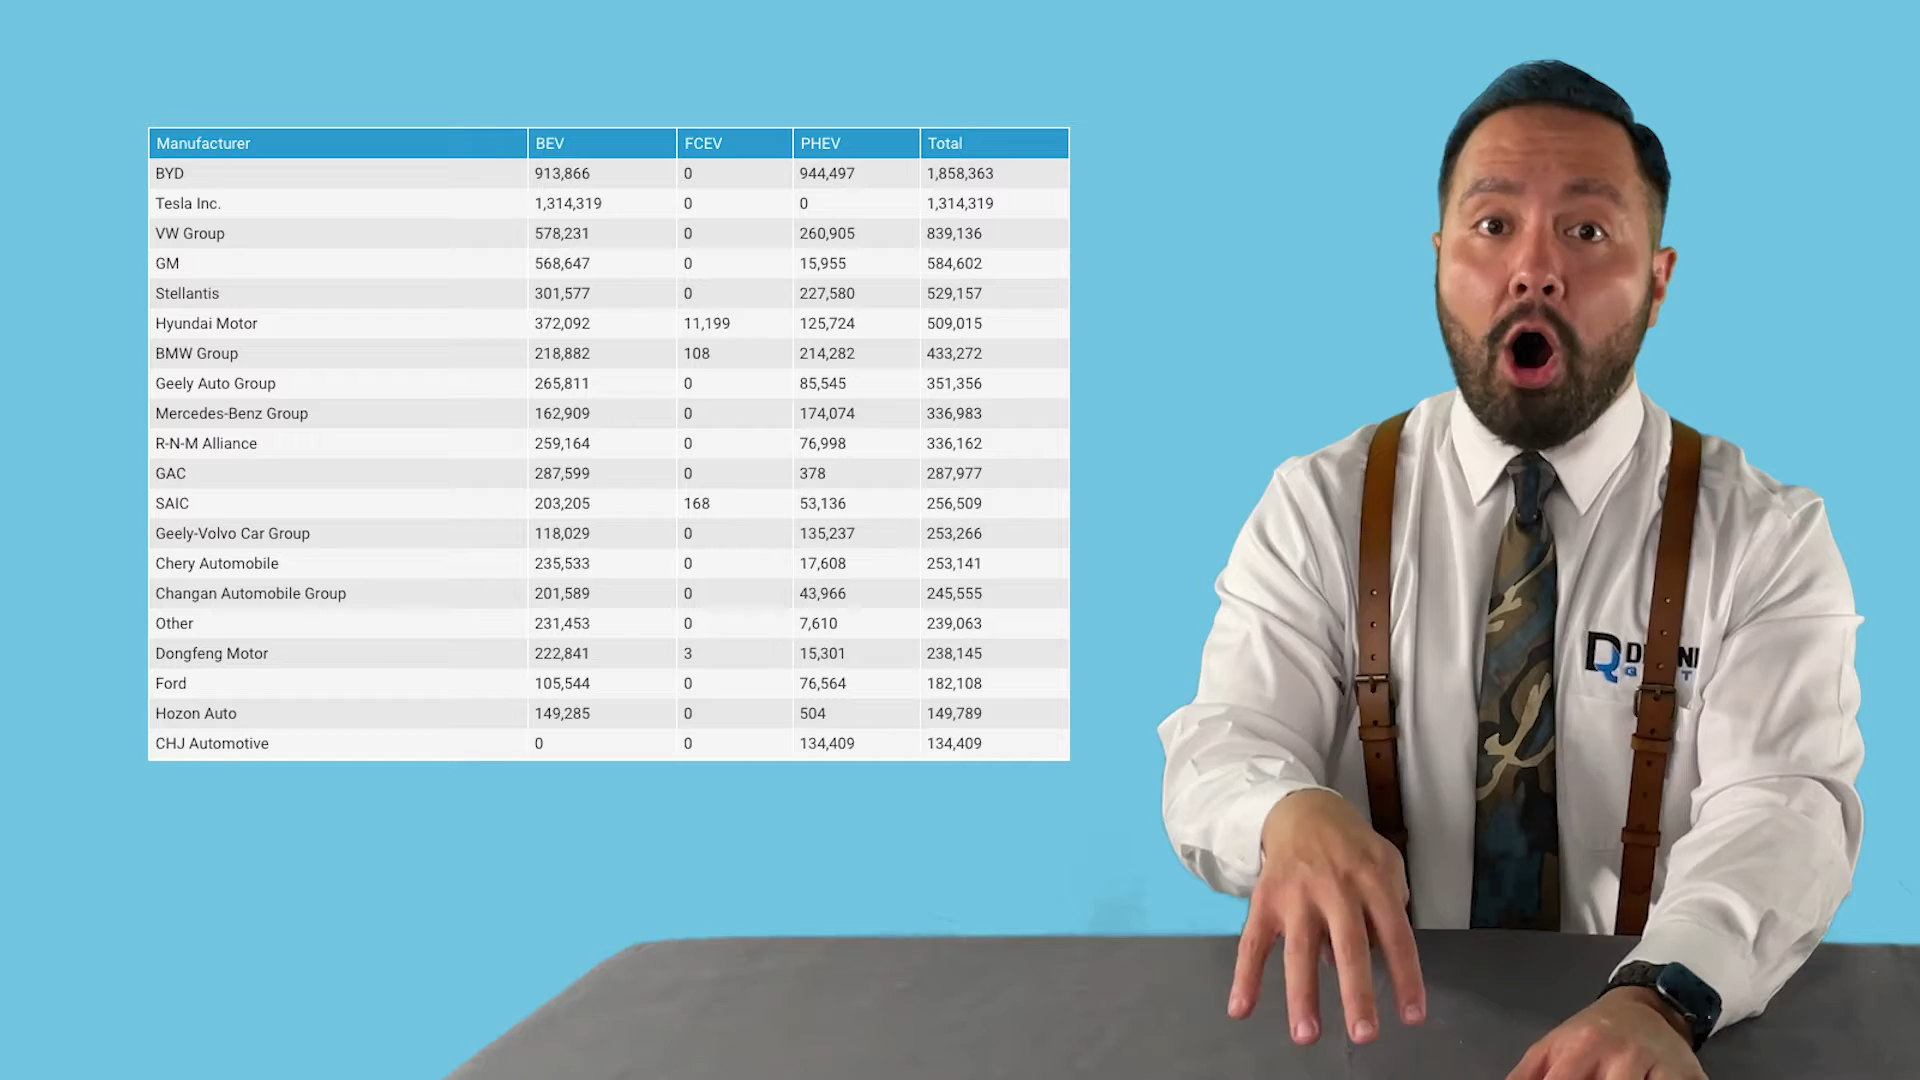 Manufacturer BEV FCEV PHEV Total
BYD 913,866 0 944,497 1,858,363
Tesla Inc. 1,314,319 0 0 1,314,319
VW Group 578,231 0 260,905 839,136
GM 568,647 0 15,955 584,602
Stellantis 301,577 0 227,580 529,157
Hyundai Motor 372,092 11,199 125,724 509,015
BMW Group 218,882 108 214,282 433,272
Geely Auto Group 265,811 0 85,545 351,356
Mercedes-Benz Group 162,909 0 174,074 336,983
R-N-M Alliance 259,164 0 76,998 336,162
GAC 287,599 0 378 287,977
SAIC 203,205 168 53,136 256,509
Geely-Volvo Car Group 118,029 0 135,237 253,266
Chery Automobile 235,533 0 17,608 253,141
Changan Automobile Group 201,589 0 43,966 245,555
Other 231,453 0 7,610 239,063
Dongfeng Motor 222,841 3 15,301 238,145
Ford 105,544 0 76,564 182,108
Hozon Auto 149,285 0 504 149,789
CHJ Automotive 0 0 134,409 134,409